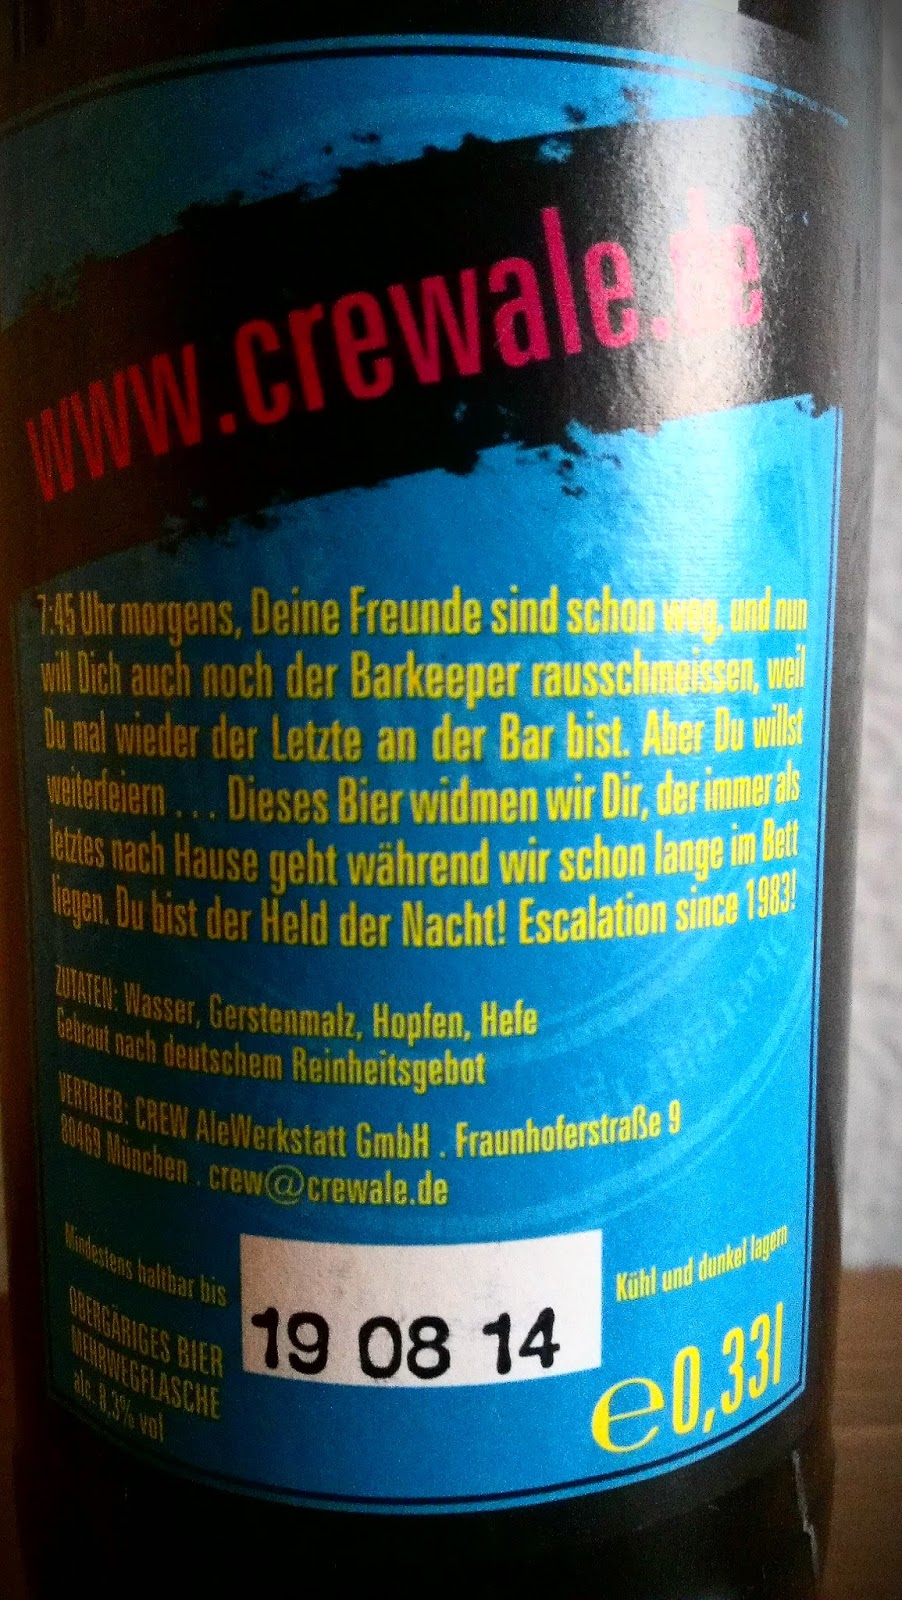 www.crewale.de
7:45 Uhr morgens, Deine Freunde sind schon weg, und nun
will Dich auch noch der Barkeeper rausschmeissen, weil
Du mal wieder der Letzte an der Bar bist. Aber Du willst
weiterfeiern . . . Dieses Bier widmen wir Dir, der immer als
letztes nach Hause geht während wir schon lange im Bett
liegen. Du bist der Held der Nacht! Escalation since 1983!
ZUTATEN: Wasser, Gerstenmalz, Hopfen, Hefe
Gebraut nach deutschem Reinheitsgebot
VERTRIEB: CREW AleWerkstatt GmbH . Fraunhoferstraße 9
80469 München . crew@crewale.de
Mindestens haltbar bis
19 08 14
Kühl und dunkel lagern
OBERGÄRIGES BIER
MEHRWEGFLASCHE
alc. 8,3% vol
℮0,33l